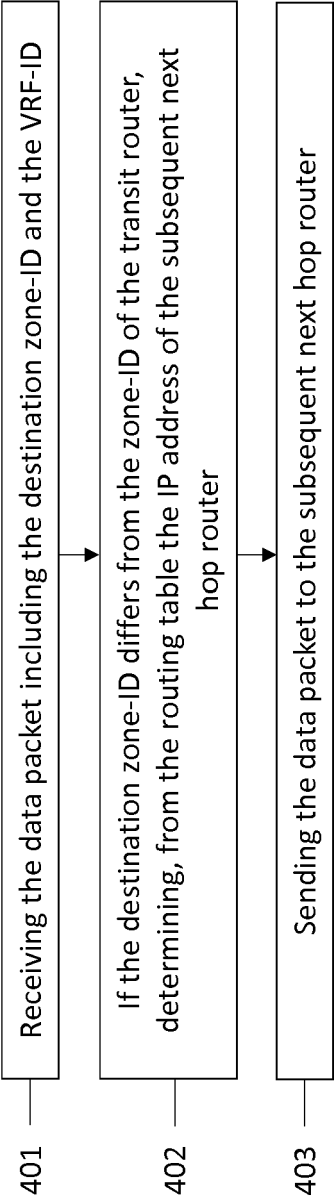 401
Receiving the data packet including the destination zone-ID and the VRF-ID
402
If the destination zone-ID differs from the zone-ID of the transit router,
determining, from the routing table the IP address of the subsequent next
hop router
403
Sending the data packet to the subsequent next hop router